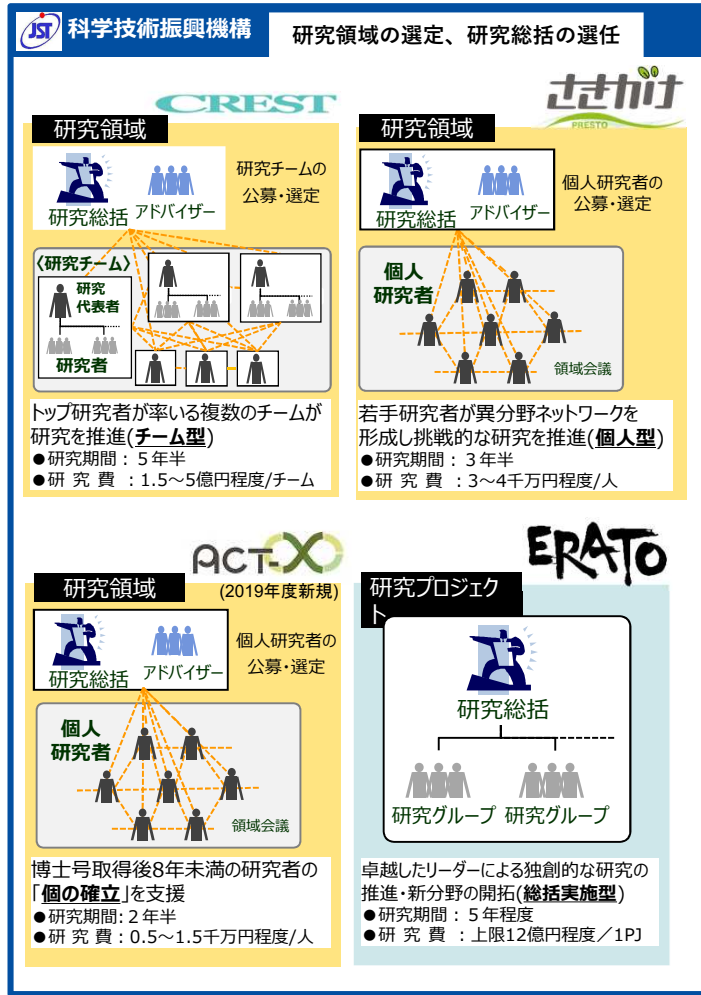 JST 科学技術振興機構
研究領域の選定、研究総括の選任
CREST
研究領域
研究総括
アドバイザー
研究チームの
公募・選定
〈研究チーム〉
研究
代表者
研究者
トップ研究者が率いる複数のチームが
研究を推進(チーム型)
●研究期間：５年半
●研 究 費 ：1.5～5億円程度/チーム
さきがけ
PRESTO
研究領域
研究総括
アドバイザー
個人研究者の
公募・選定
個人
研究者
領域会議
若手研究者が異分野ネットワークを
形成し挑戦的な研究を推進(個人型)
●研究期間：３年半
●研 究 費 ：3～4千万円程度/人
ACT-X
(2019年度新規)
研究領域
研究総括
アドバイザー
個人研究者の
公募・選定
個人
研究者
領域会議
博士号取得後8年未満の研究者の
「個の確立」を支援
●研究期間:２年半
●研 究 費：0.5～1.5千万円程度/人
ERATO
研究プロジェク
ト
研究総括
研究グループ 研究グループ
卓越したリーダーによる独創的な研究の
推進・新分野の開拓(総括実施型)
●研究期間：５年程度
●研 究 費 ：上限12億円程度／1PJ